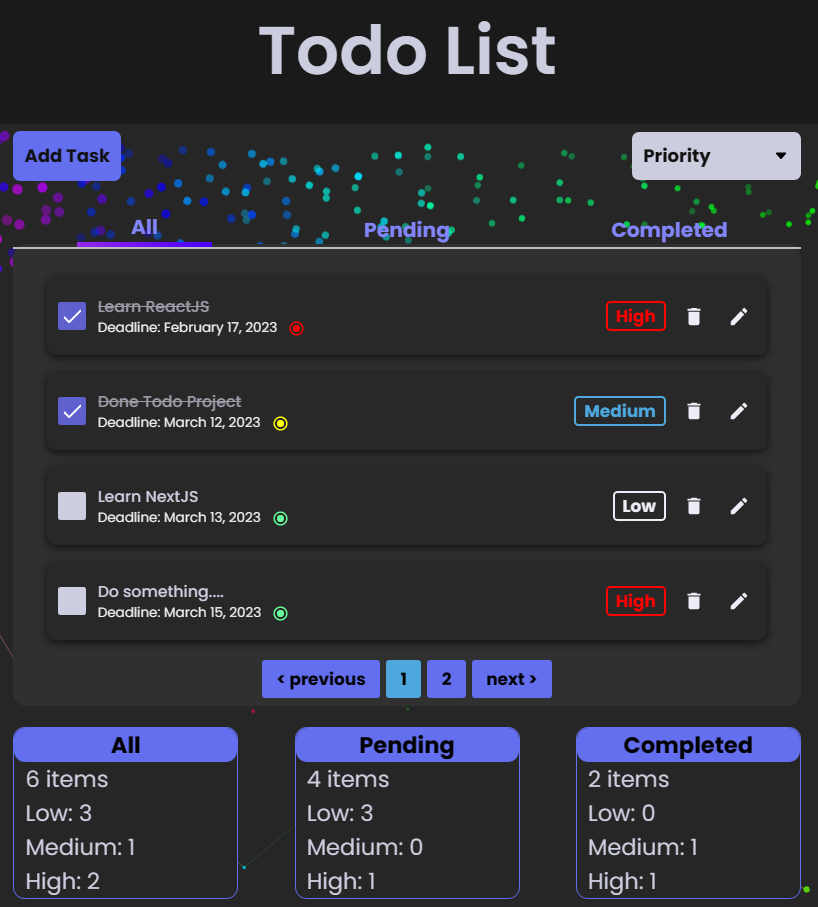 Todo List
Add Task
Priority
All Pending Completed
Learn ReactJS
Deadline: February 17, 2023
High
Done Todo Project
Deadline: March 12, 2023
Medium
Learn NextJS
Deadline: March 13, 2023
Low
Do something....
Deadline: March 15, 2023
High
< previous 1 2 next >
All
6 items
Low: 3
Medium: 1
High: 2
Pending
4 items
Low: 3
Medium: 0
High: 1
Completed
2 items
Low: 0
Medium: 1
High: 1